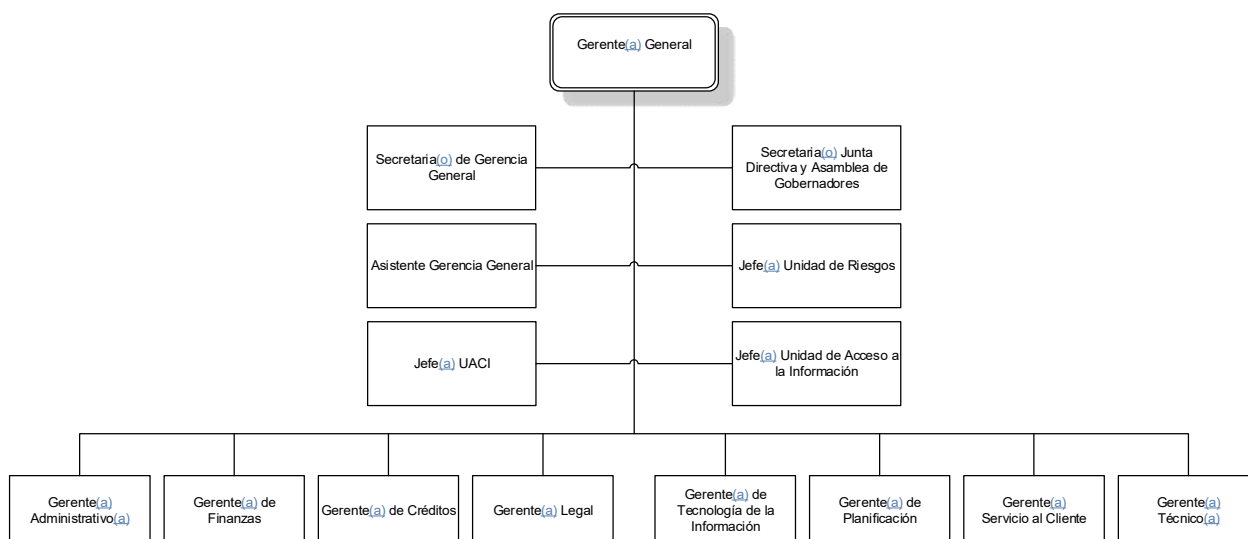 Gerente(a) General
Secretaria(o) de Gerencia
General
Secretaria(o) Junta
Directiva y Asamblea de
Gobernadores
Asistente Gerencia General
Jefe(a) Unidad de Riesgos
Jefe(a) UACI
Jefe(a) Unidad de Acceso a
la Información
Gerente(a)
Administrativo(a)
Gerente(a) de
Finanzas
Gerente(a) de Créditos
Gerente(a) Legal
Gerente(a) de
Tecnología de la
Información
Gerente(a) de
Planificación
Gerente(a)
Servicio al Cliente
Gerente(a)
Técnico(a)